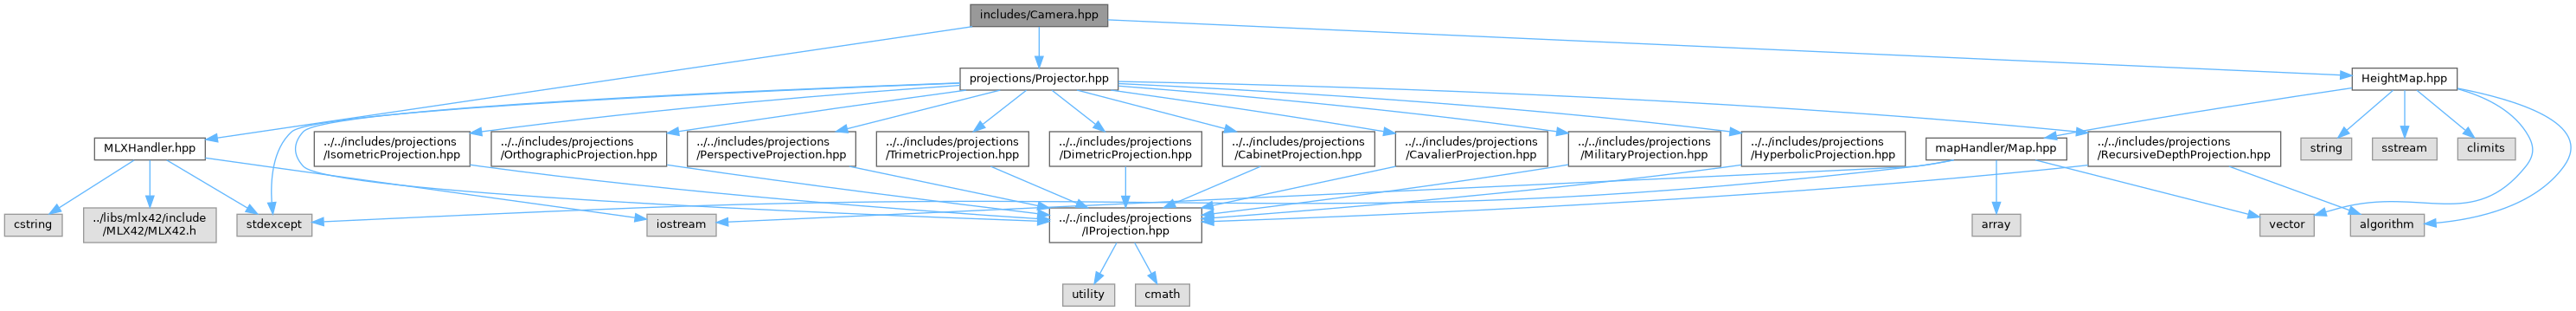 includes/Camera.hpp
projections/Projector.hpp
HeightMap.hpp
MLXHandler.hpp
../../includes/projections
/IsometricProjection.hpp
../../includes/projections
/OrthographicProjection.hpp
../../includes/projections
/PerspectiveProjection.hpp
../../includes/projections
/TrimetricProjection.hpp
../../includes/projections
/DimetricProjection.hpp
../../includes/projections
/CabinetProjection.hpp
../../includes/projections
/CavalierProjection.hpp
../../includes/projections
/MilitaryProjection.hpp
../../includes/projections
/HyperbolicProjection.hpp
mapHandler/Map.hpp
../../includes/projections
/RecursiveDepthProjection.hpp
string
sstream
climits
cstring
../libs/mlx42/include
/MLX42/MLX42.h
stdexcept
iostream
../../includes/projections
/IProjection.hpp
array
vector
algorithm
utility
cmath